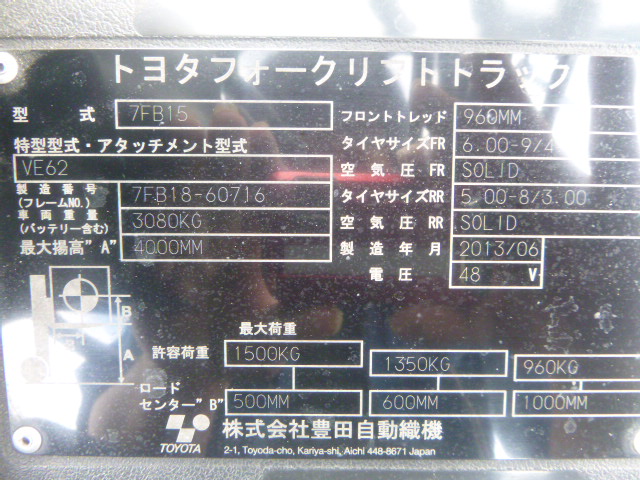 トヨタフォークリフトトラック
型式 7FB15 フロントトレッド 960MM
特型型式・アタッチメント型式 タイヤサイズFR 6.00-9/4
VE62 空気圧 FR SOLID
製造番号 (フレームNO.) 7FB18-60716 タイヤサイズRR 5.00-8/3.00
車両重量 (バッテリー含む) 3080KG 空気圧 RR SOLID
最大揚高"A" 4000MM 製造年月 2013/06
電圧 48 V
B
A
最大荷重
許容荷重 1500KG 1350KG 960KG
ロード
センター"B" 500MM 600MM 1000MM
TOYOTA 株式会社豊田自動織機
2-1, Toyoda-cho, Kariya-shi, Aichi 448-8671 Japan